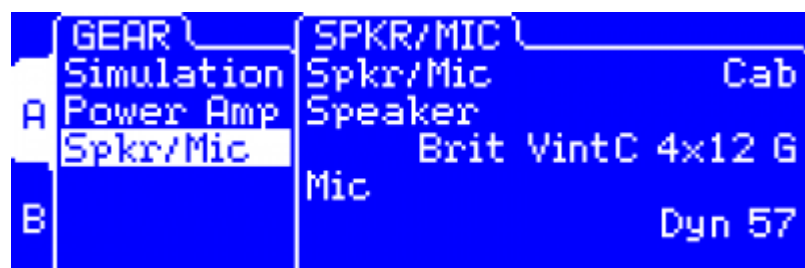 GEAR SPKR/MIC
Simulation Spkr/Mic Cab
A Power Amp Speaker
Spkr/Mic Brit VintC 4x12 G
Mic
B Dyn 57